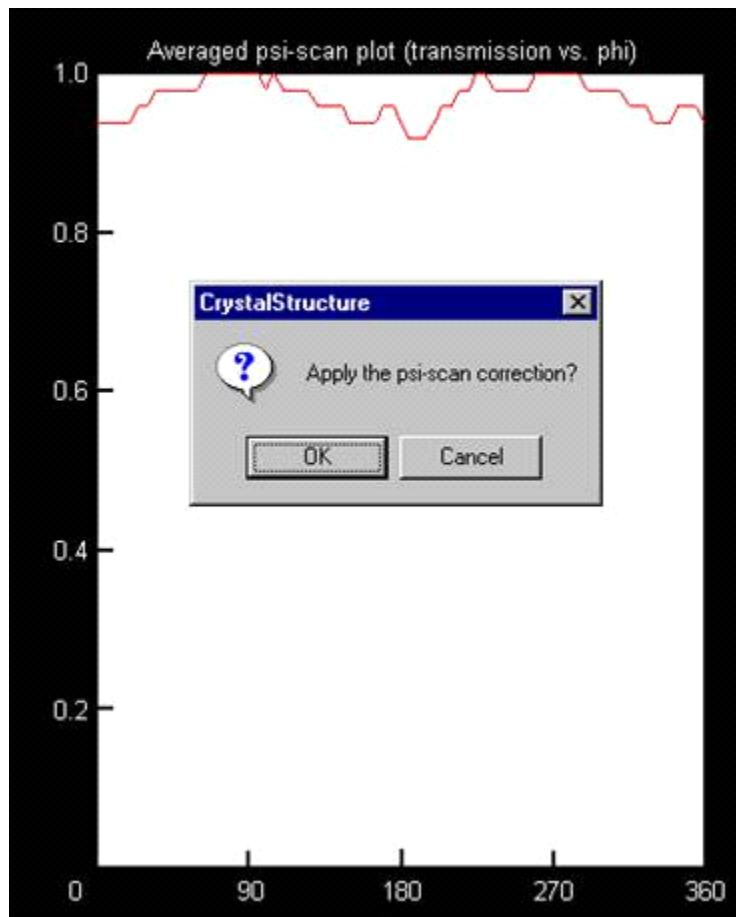 Averaged psi-scan plot (transmission vs. phi)
1.0
0.8
CrystalStructure
?
Apply the psi-scan correction?
0.6
OK Cancel
0.4
0.2
0 90 180 270 360